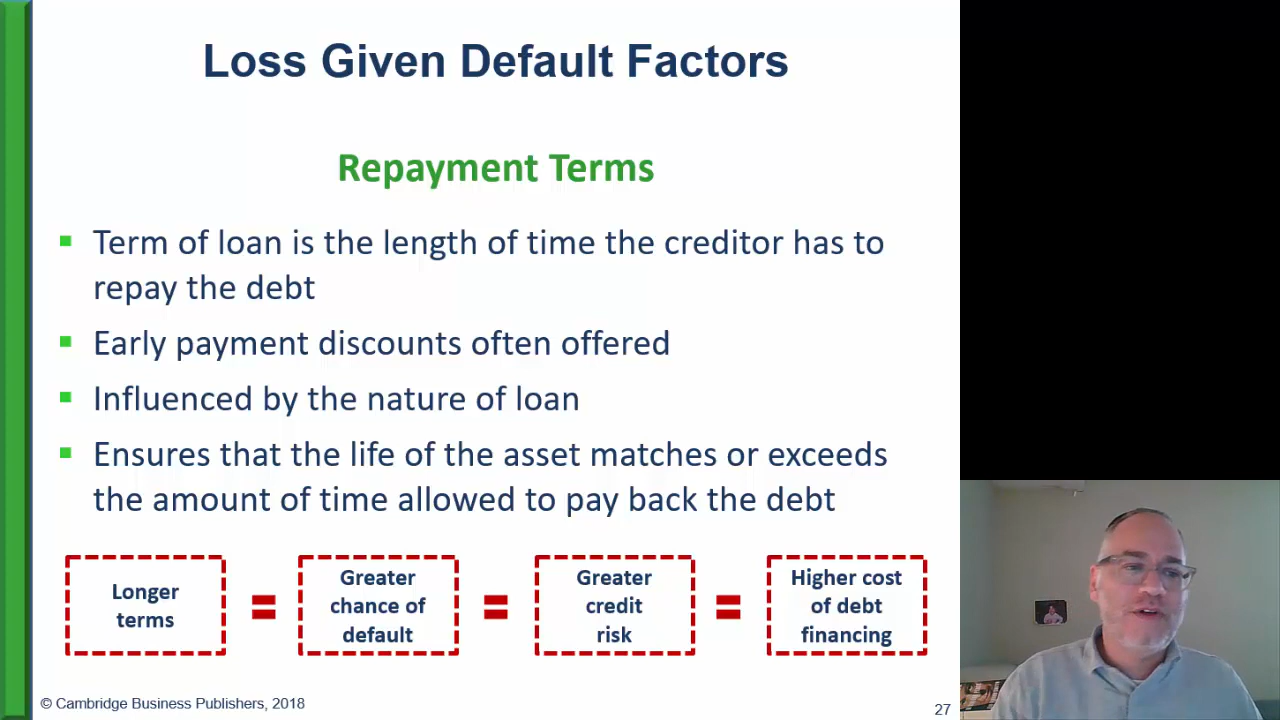 Loss Given Default Factors
Repayment Terms
Term of loan is the length of time the creditor has to
repay the debt
Early payment discounts often offered
Influenced by the nature of loan
Ensures that the life of the asset matches or exceeds
the amount of time allowed to pay back the debt
Longer
terms
=
Greater
chance of
default
=
Greater
credit
risk
=
Higher cost
of debt
financing
© Cambridge Business Publishers, 2018
27